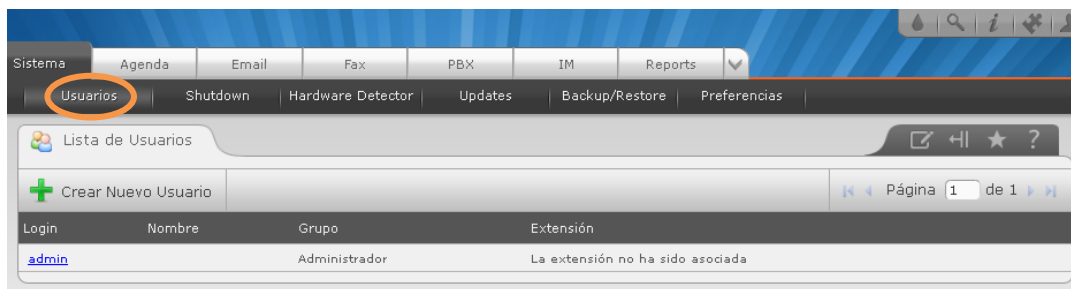 Sistema Agenda Email Fax PBX IM Reports
Usuarios Shutdown Hardware Detector Updates Backup/Restore Preferencias
Lista de Usuarios ?
Crear Nuevo Usuario Página 1 de 1
Login Nombre Grupo Extensión
admin Administrador La extensión no ha sido asociada